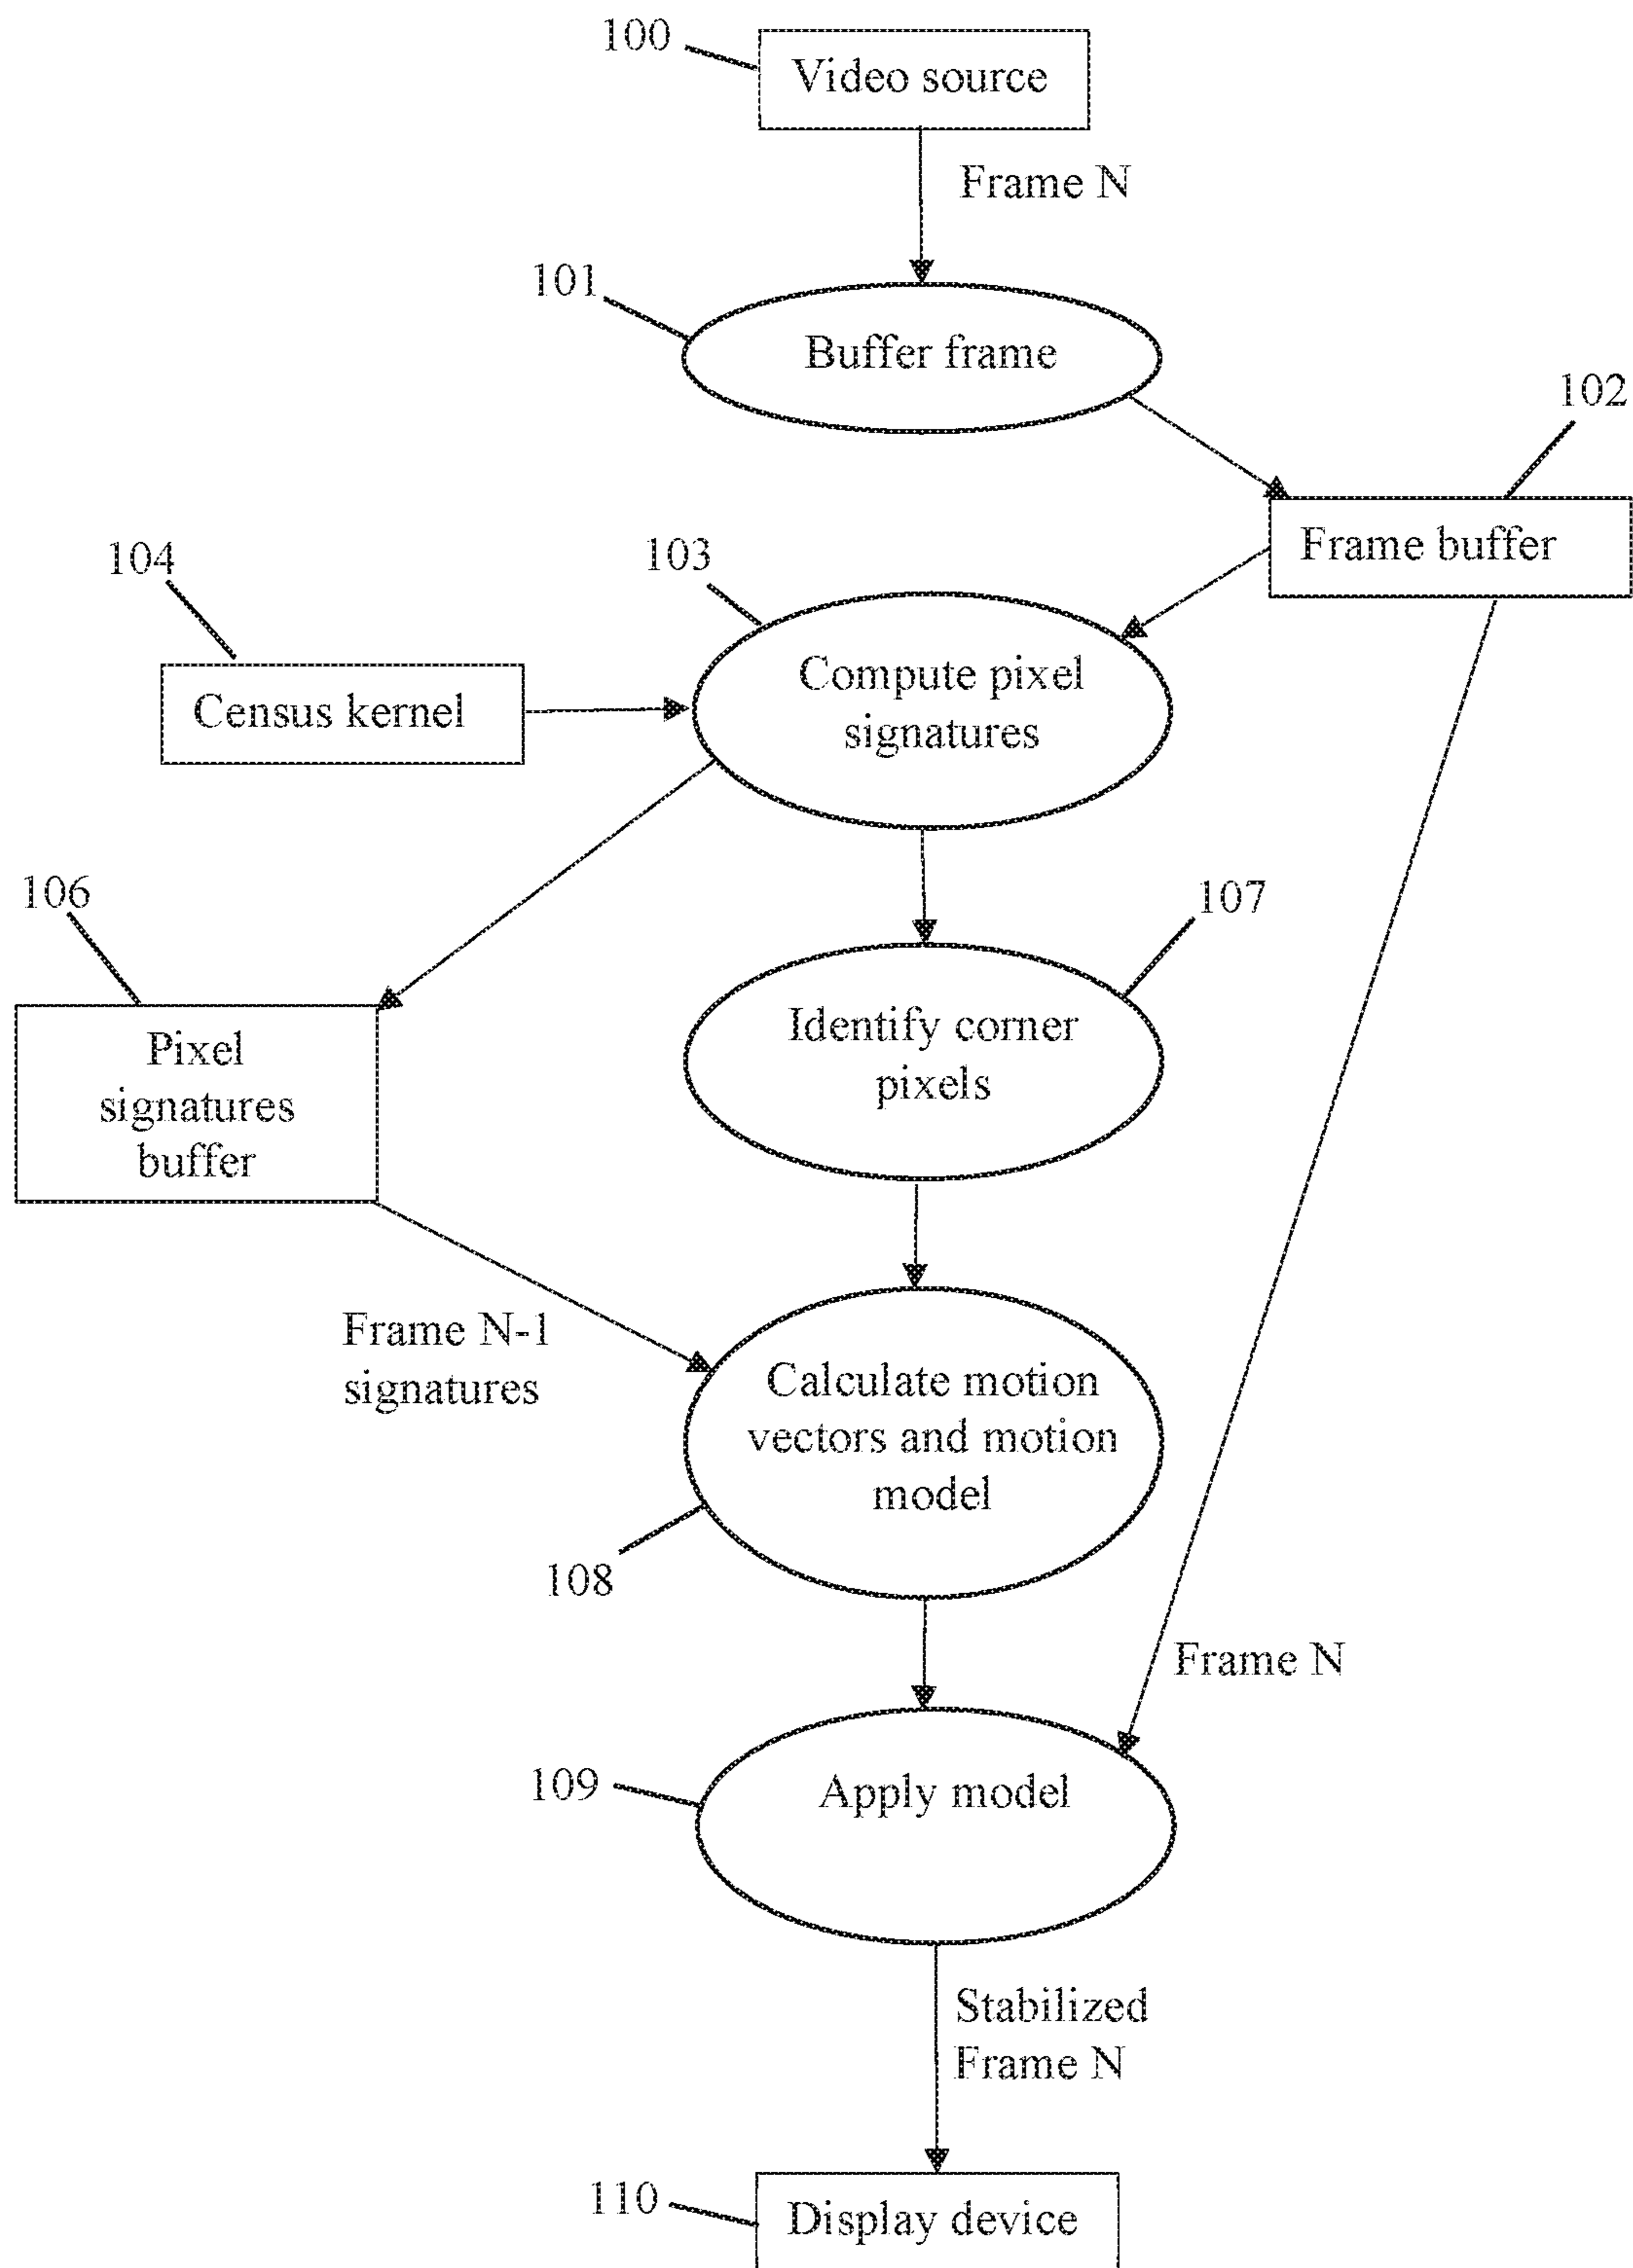 100
Video source
Frame N
101
Buffer frame
102
Frame buffer
103
104
Compute pixel
signatures
Census kernel
106
107
Pixel
signatures
buffer
Identify corner
pixels
Frame N-1
signatures
Calculate motion
vectors and motion
model
108
Frame N
109
Apply model
Stabilized
Frame N
110
Display device